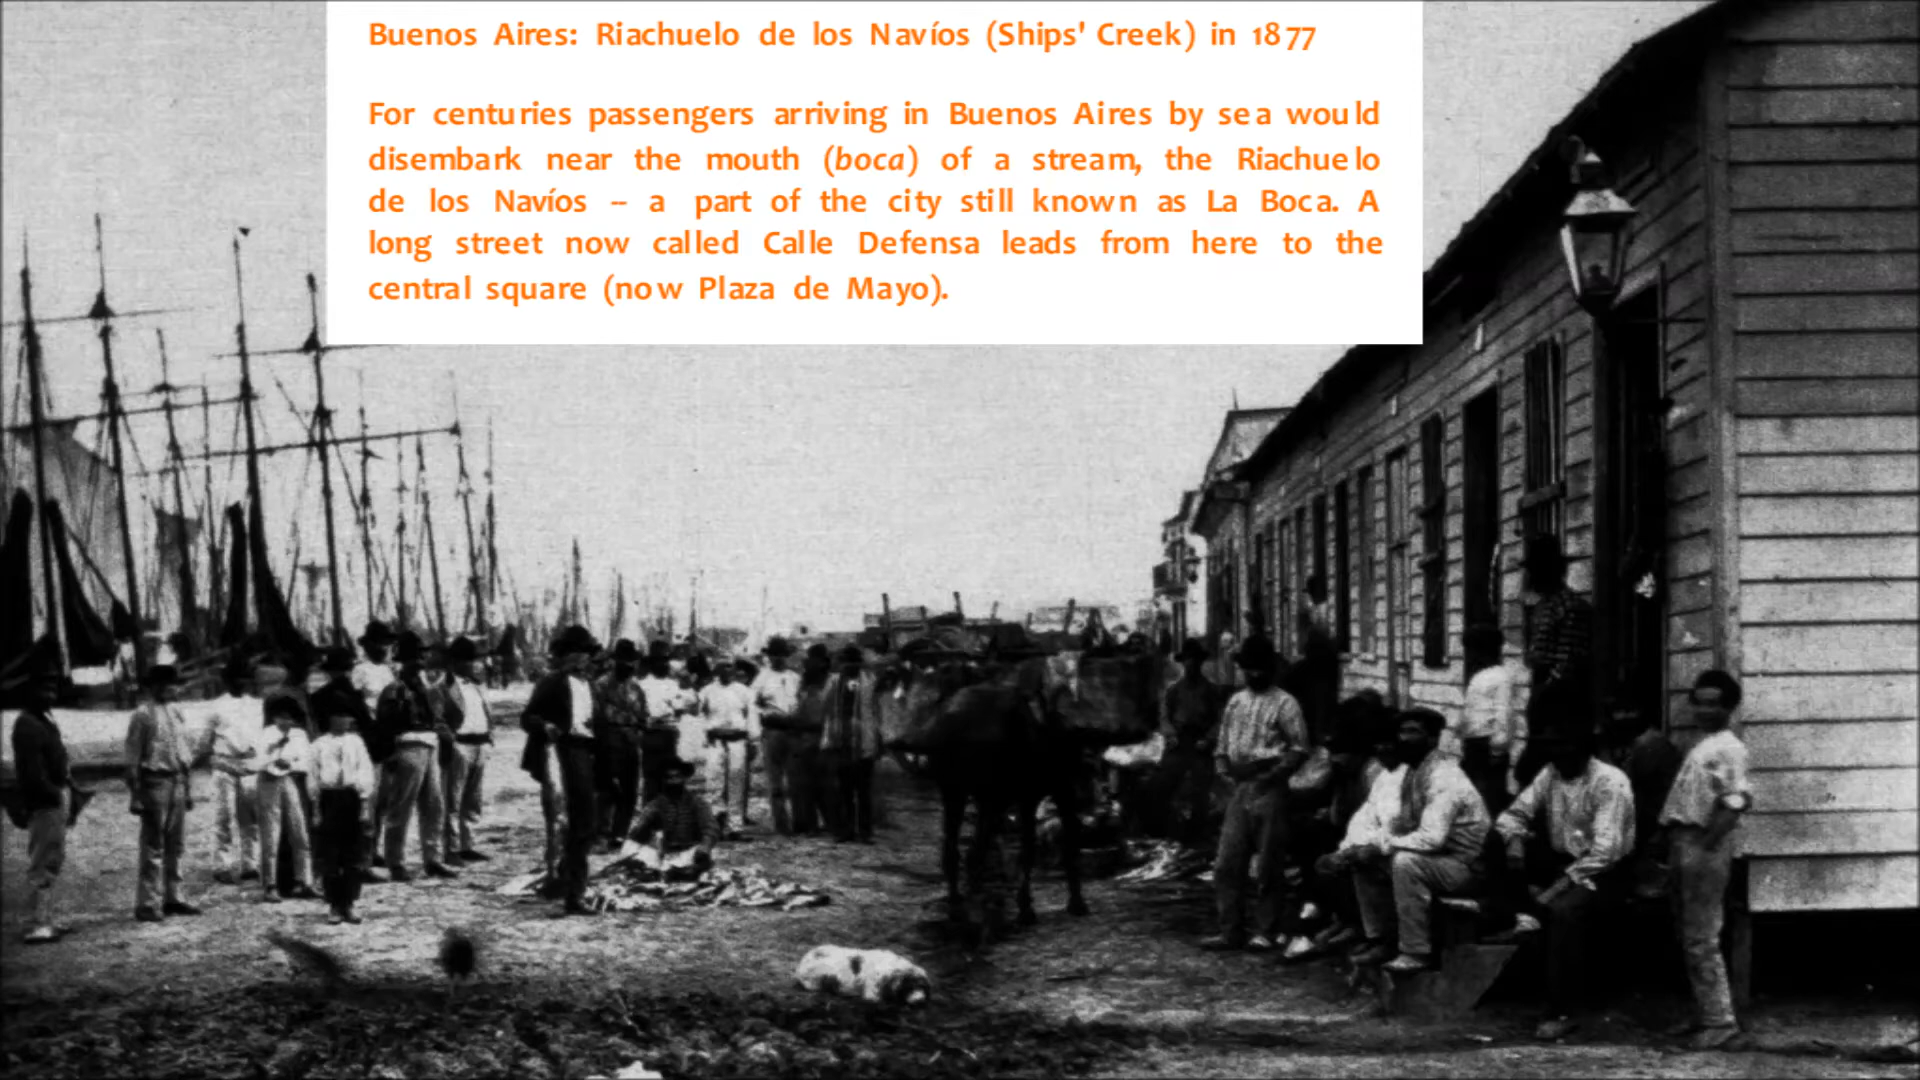 Buenos Aires: Riachuelo de los Navíos (Ships' Creek) in 1877
For centuries passengers arriving in Buenos Aires by sea would
disembark near the mouth (boca) of a stream, the Riachuelo
de los Navíos – a part of the city still known as La Boca. A
long street now called Calle Defensa leads from here to the
central square (now Plaza de Mayo).